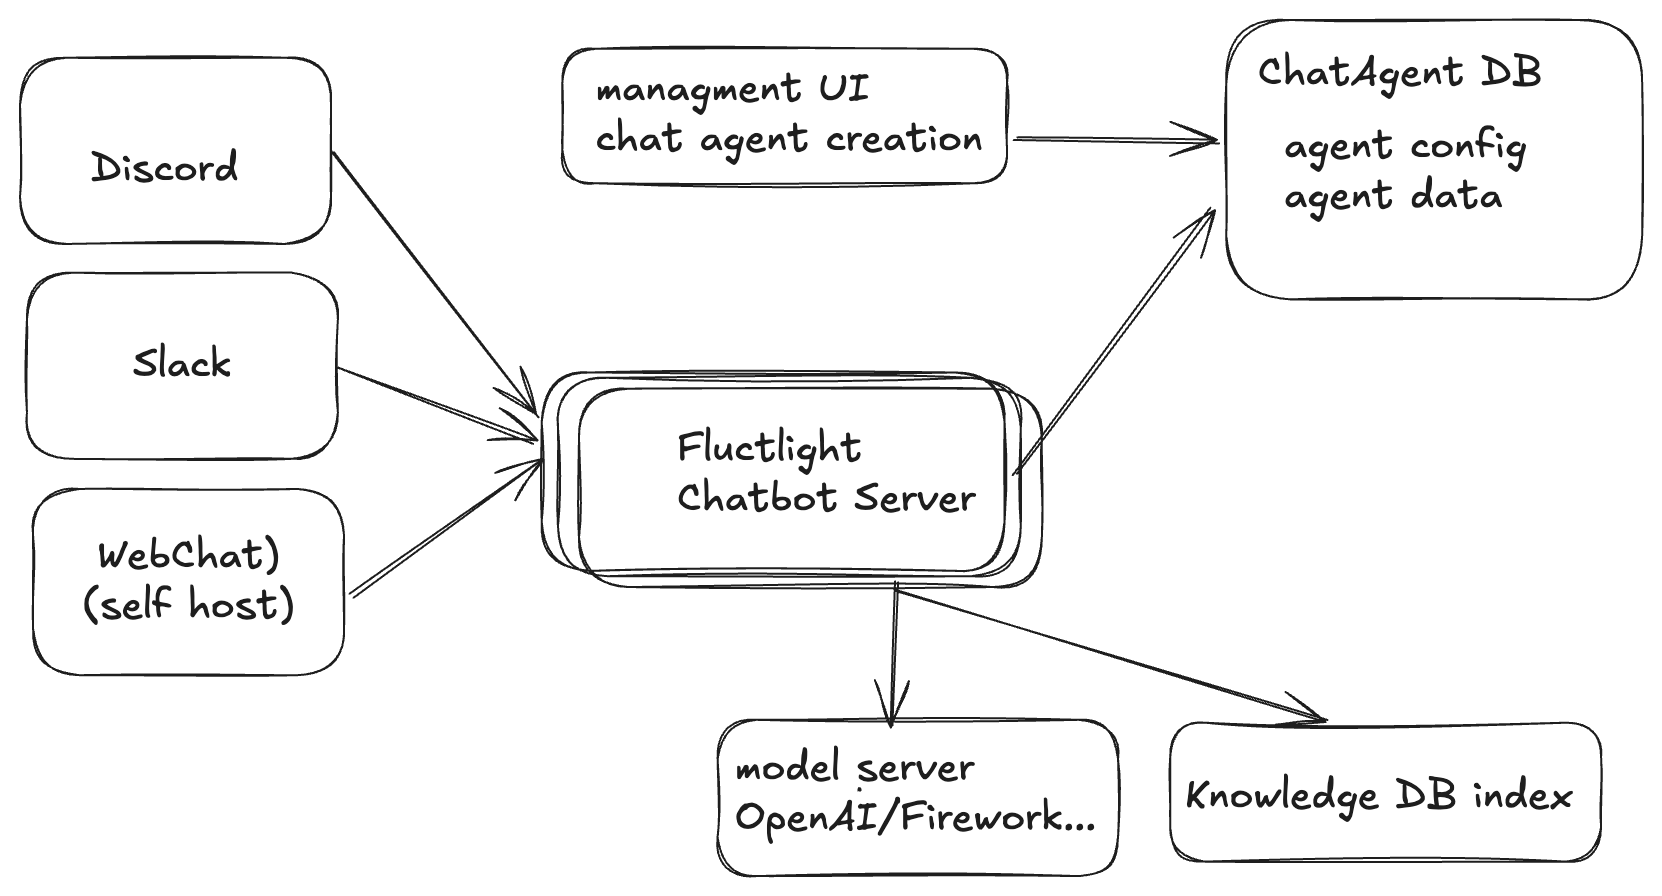 Discord
Slack
WebChat)
(self host)
managment UI
chat agent creation
ChatAgent DB
agent config
agent data
Fluctlight
Chatbot Server
model server
OpenAI/Firework...
Knowledge DB index